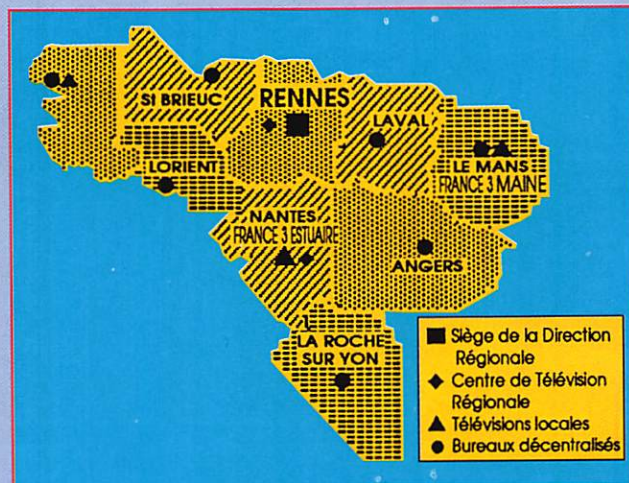 ST BRIEUC
RENNES
LAVAL
LORIENT
LE MANS
FRANCE 3 MAINE
NANTES
FRANCE 3 ESTUAIRE
ANGERS
LA ROCHE
SUR YON
Siège de la Direction
Régionale
Centre de Télévision
Régionale
Télévisions locales
Bureaux décentralisés